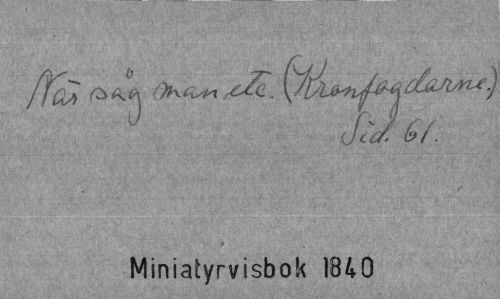 När såg man etc. (Kronfogdarne.)
Sid. 61.
Miniatyrvisbok 1840